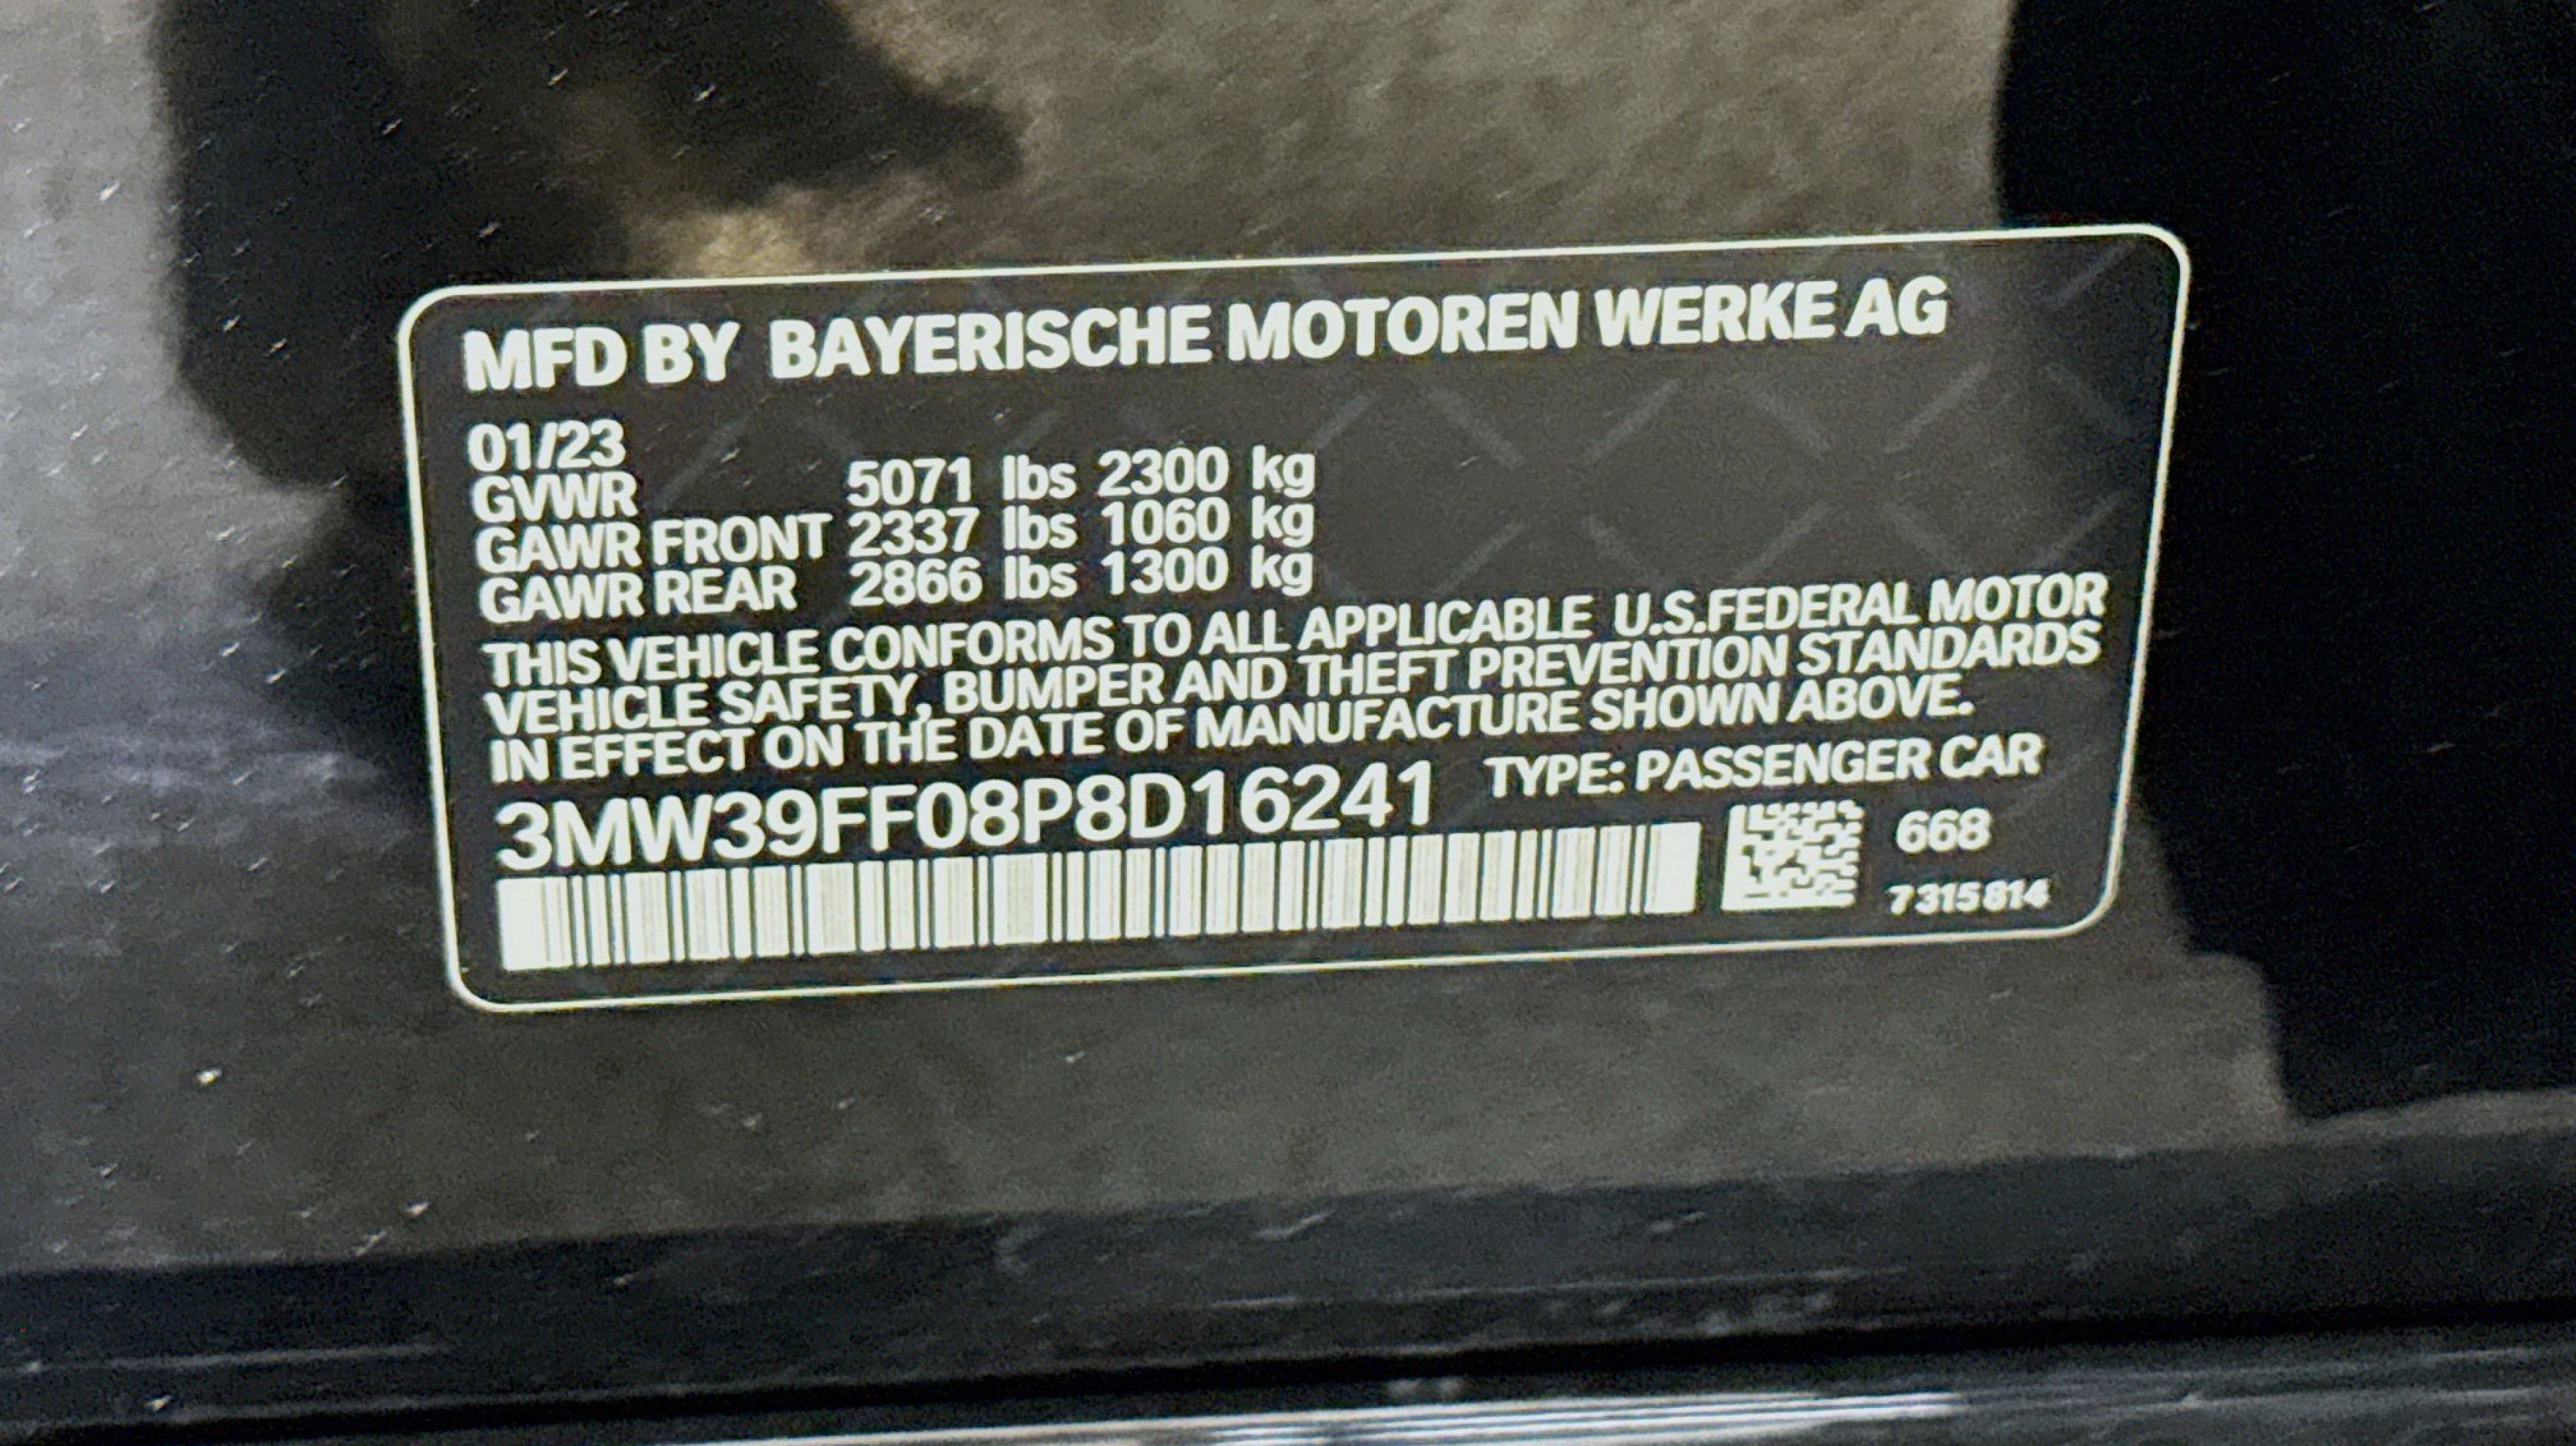 MFD BY BAYERISCHE MOTOREN WERKE AG
01/23
GVWR 5071 lbs 2300 kg
GAWR FRONT 2337 lbs 1060 kg
GAWR REAR 2866 lbs 1300 kg
THIS VEHICLE CONFORMS TO ALL APPLICABLE U.S.FEDERAL MOTOR
VEHICLE SAFETY, BUMPER AND THEFT PREVENTION STANDARDS
IN EFFECT ON THE DATE OF MANUFACTURE SHOWN ABOVE.
3MW39FF08P8D16241 TYPE: PASSENGER CAR
668
7315814